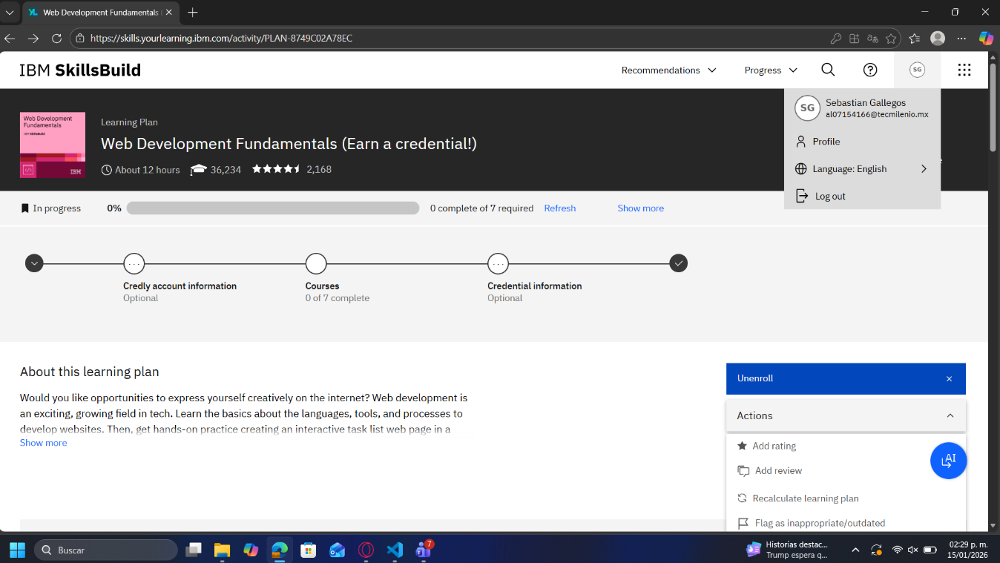 Web Development Fundamentals (
https://skills.yourlearning.ibm.com/activity/PLAN-8749C02A78EC
IBM SkillsBuild
Recommendations
Progress
SG
SG
Sebastian Gallegos
al07154166@tecmilenio.mx
Profile
Language: English
Log out
Web Development
Fundamentals
IBM SkillsBuild
IBM
Learning Plan
Web Development Fundamentals (Earn a credential!)
About 12 hours
36,234
2,168
In progress
0%
0 complete of 7 required
Refresh
Show more
Credly account information
Optional
Courses
0 of 7 complete
Credential information
Optional
About this learning plan
Would you like opportunities to express yourself creatively on the internet? Web development is
an exciting, growing field in tech. Learn the basics about the languages, tools, and processes to
develop websites. Then, get hands-on practice creating an interactive task list web page in a
Show more
Unenroll
Actions
Add rating
AI
Add review
Recalculate learning plan
Flag as inappropriate/outdated
Buscar
7
Historias destac...
Trump espera q...
02:29 p. m.
15/01/2026